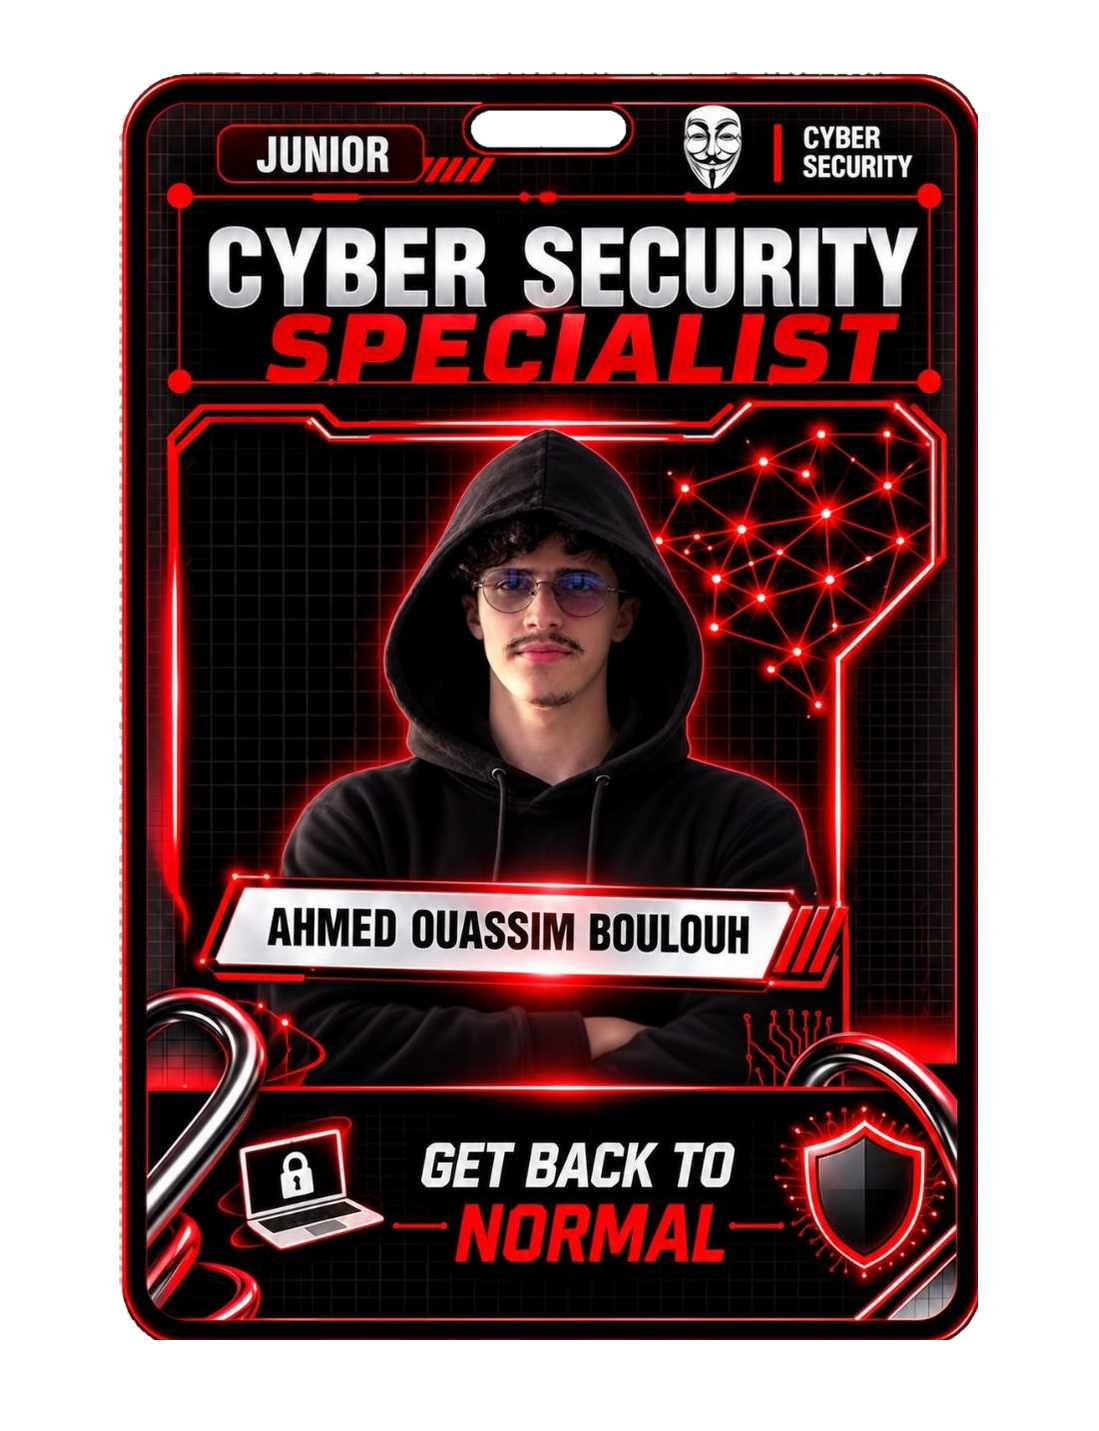 JUNIOR
CYBER
SECURITY
CYBER SECURITY
SPECIALIST
AHMED OUASSIM BOULOUH
GET BACK TO
NORMAL